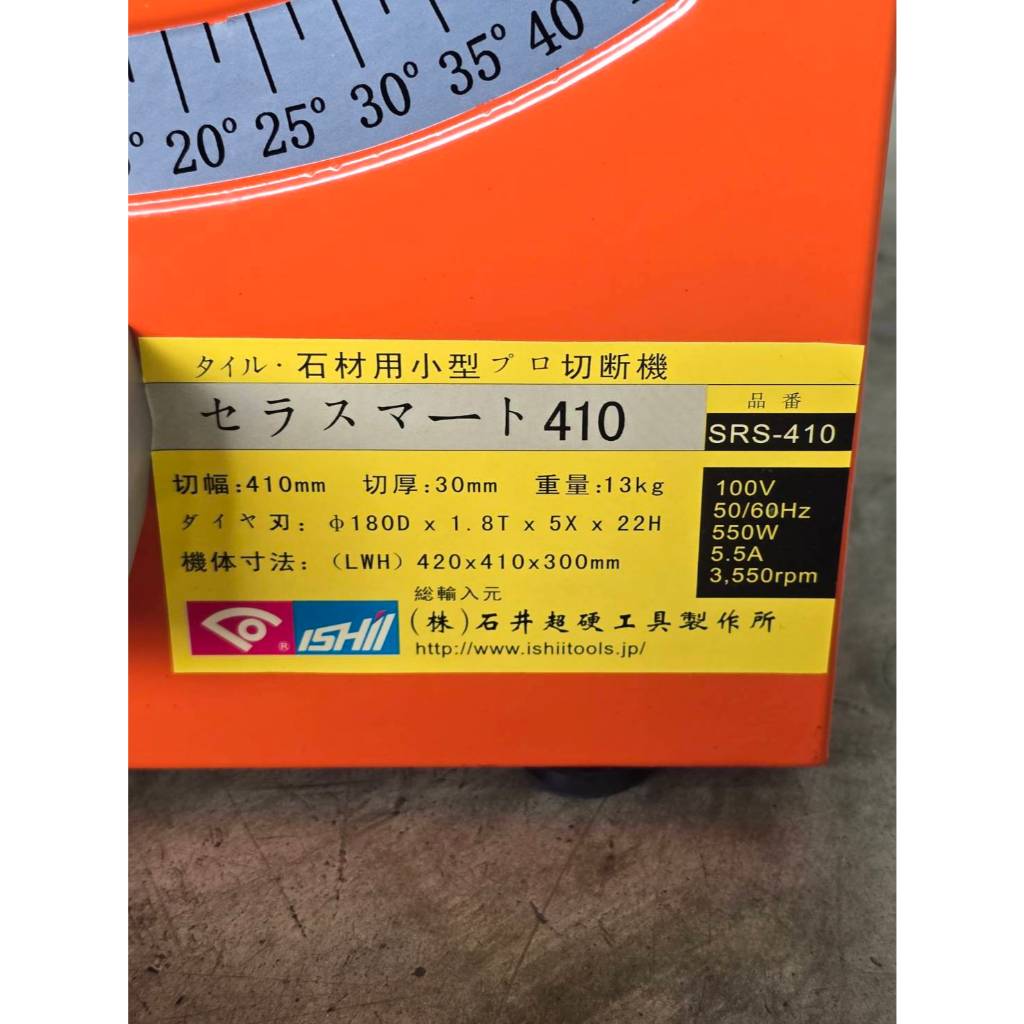 20° 25° 30° 35° 40
タイル・石材用小型プロ切断機
セラスマート410
品番
SRS-410
切幅:410mm 切厚:30mm 重量:13kg
ダイヤ刃: φ180D x 1.8T x 5X x 22H
機体寸法: (LWH) 420x410x300mm
100V
50/60Hz
550W
5.5A
3,550rpm
総輸入元
® ISHII (株)石井超硬工具製作所
http://www.ishiitools.jp/